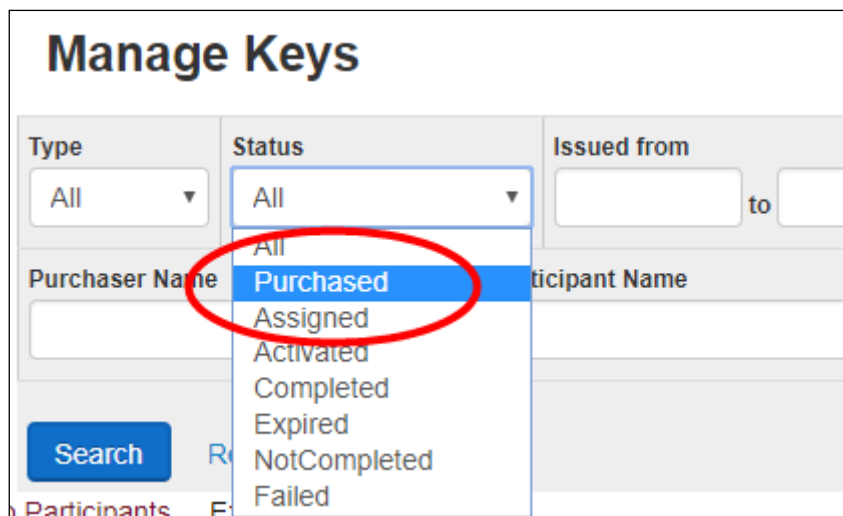 Manage Keys
Type Status Issued from
All All to
All
Purchased
Purchaser Name ticipant Name
Assigned
Activated
Completed
Expired
Search
NotCompleted
Failed
Participants